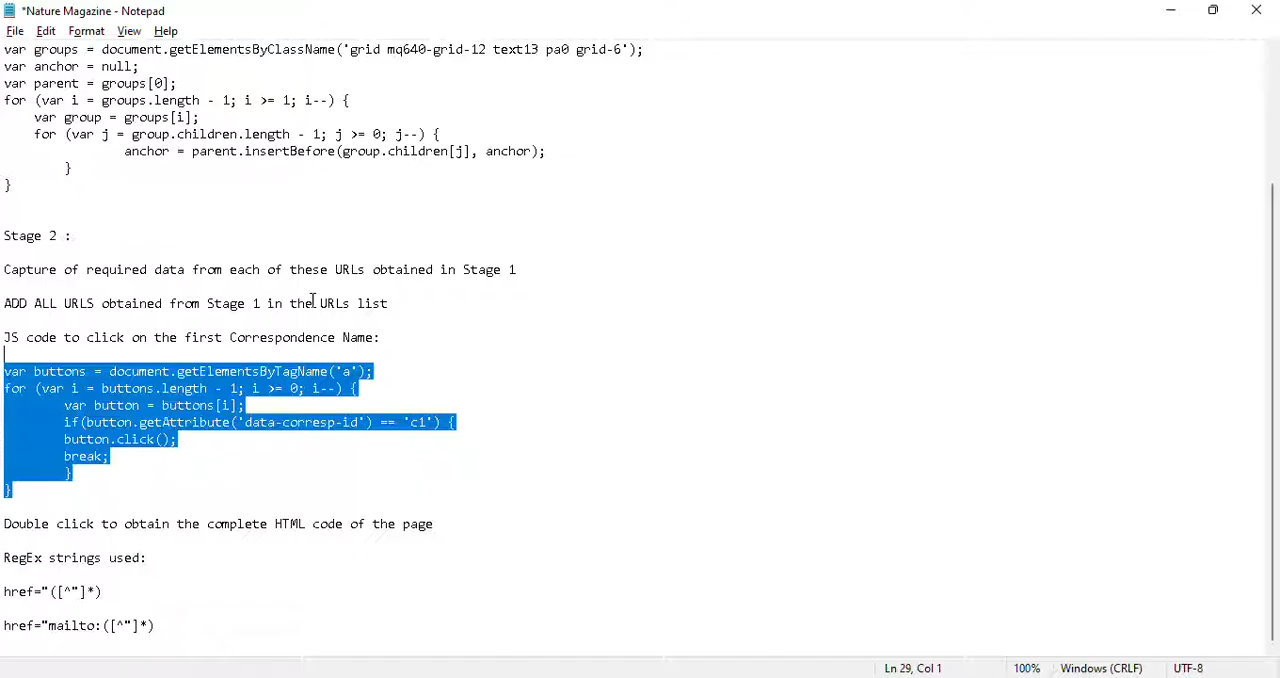 *Nature Magazine - Notepad
File Edit Format View Help
var groups = document.getElementsByClassName('grid mq640-grid-12 text13 pa0 grid-6');
var anchor = null;
var parent = groups[0];
for (var i = groups.length - 1; i >= 1; i--) {
var group = groups[i];
for (var j = group.children.length - 1; j >= 0; j--) {
anchor = parent.insertBefore(group.children[j], anchor);
}
}
Stage 2 :
Capture of required data from each of these URLs obtained in Stage 1
ADD ALL URLS obtained from Stage 1 in the URLs list
JS code to click on the first Correspondence Name:
var buttons = document.getElementsByTagName('a');
for (var i = buttons.length - 1; i >= 0; i--) {
var button = buttons[i];
if(button.getAttribute('data-corresp-id') == 'c1') {
button.click();
break;
}
}
Double click to obtain the complete HTML code of the page
RegEx strings used:
href="([^"]*)
href="mailto:([^"]*)
Ln 29, Col 1 100% Windows (CRLF) UTF-8